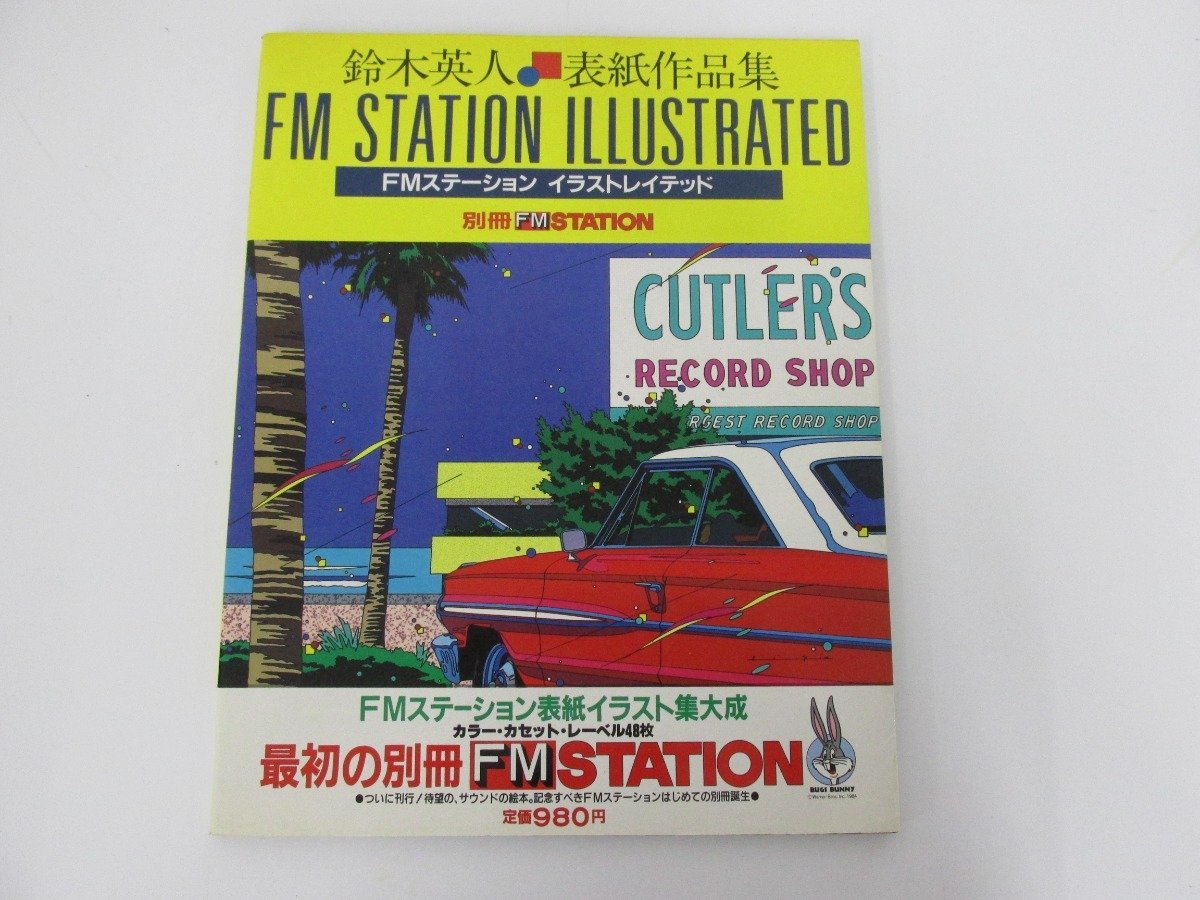 鈴木英人 表紙作品集
FM STATION ILLUSTRATED
FMステーション イラストレイテッド
別冊 FM STATION
CUTLER'S
RECORD SHOP
RGEST RECORD SHOP
FMステーション表紙イラスト集大成
カラー・カセット・レーベル48枚
最初の別冊 FM STATION
BUGS BUNNY
©Warner Bros. Inc. 1984
●ついに刊行!待望の、サウンドの絵本。記念すべきFMステーションはじめての別冊誕生●
定価980円